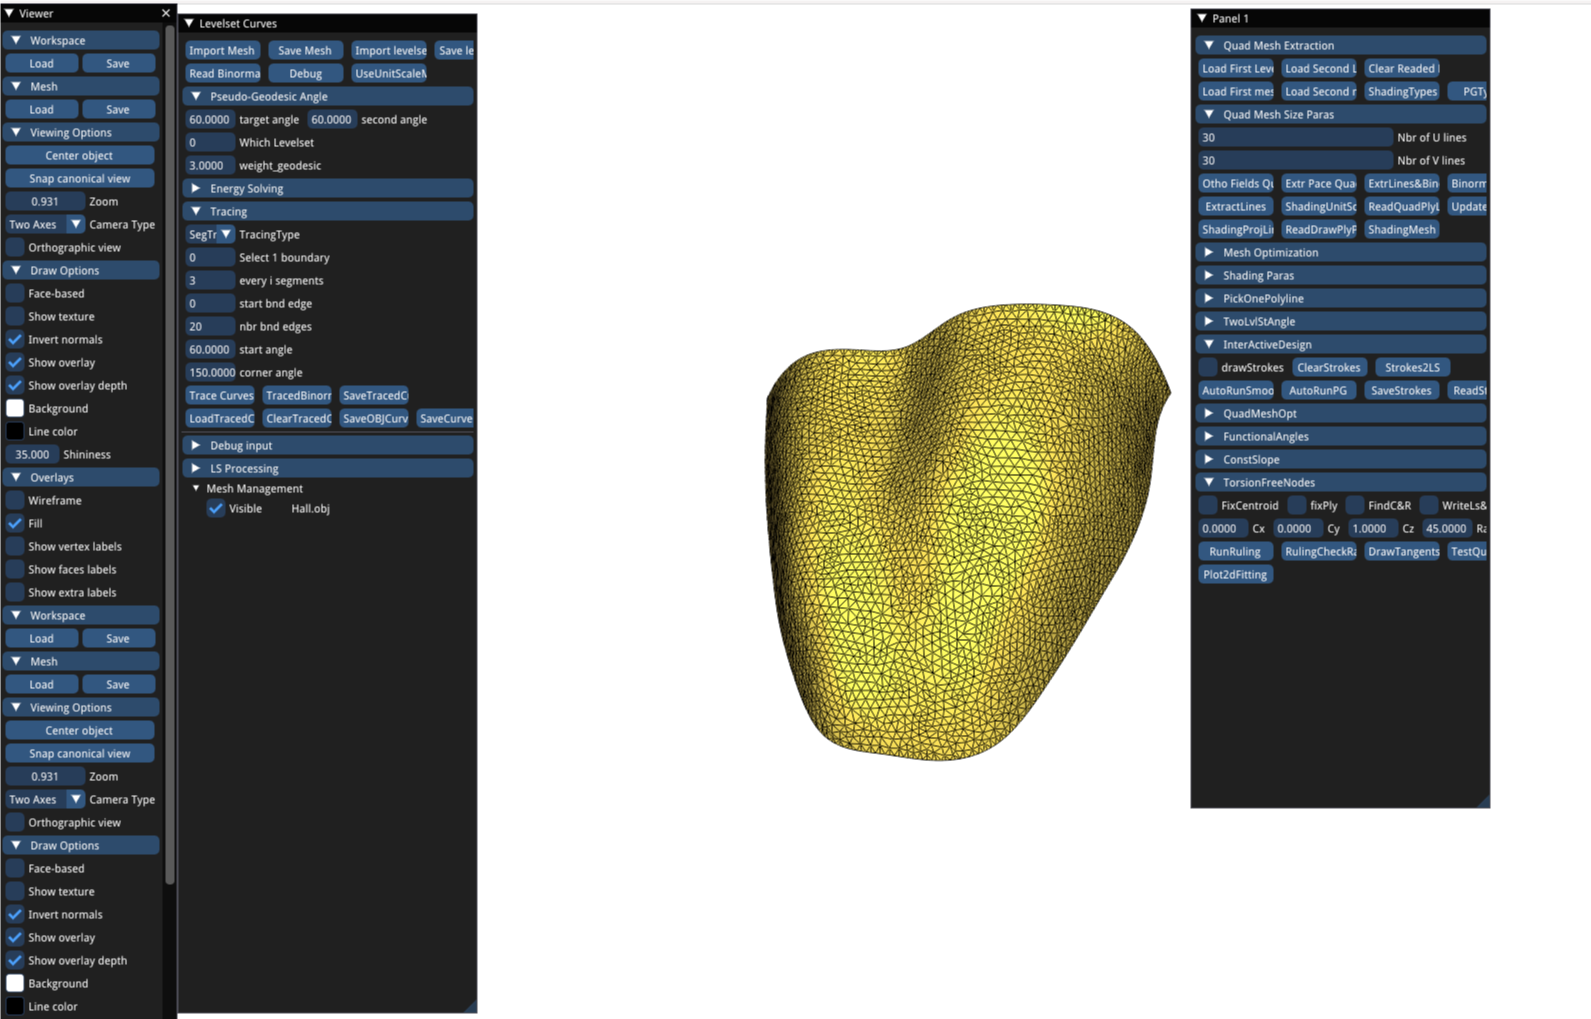 Viewer
Workspace
Load Save
Mesh
Load Save
Viewing Options
Center object
Snap canonical view
0.931 Zoom
Two Axes Camera Type
Orthographic view
Draw Options
Face-based
Show texture
Invert normals
Show overlay
Show overlay depth
Background
Line color
35.000 Shininess
Overlays
Wireframe
Fill
Show vertex labels
Show faces labels
Show extra labels
Workspace
Load Save
Mesh
Load Save
Viewing Options
Center object
Snap canonical view
0.931 Zoom
Two Axes Camera Type
Orthographic view
Draw Options
Face-based
Show texture
Invert normals
Show overlay
Show overlay depth
Background
Line color
Levelset Curves
Import Mesh Save Mesh Import levelse Save le
Read Binorma Debug UseUnitScaleM
Pseudo-Geodesic Angle
60.0000 target angle 60.0000 second angle
0 Which Levelset
3.0000 weight_geodesic
Energy Solving
Tracing
SegTr TracingType
0 Select 1 boundary
3 every i segments
0 start bnd edge
20 nbr bnd edges
60.0000 start angle
150.0000 corner angle
Trace Curves TracedBinorr SaveTracedC
LoadTracedC ClearTracedC SaveOBJCurv SaveCurve
Debug input
LS Processing
Mesh Management
Visible Hall.obj
Panel 1
Quad Mesh Extraction
Load First Leve Load Second L Clear Readed
Load First mes Load Second r ShadingTypes PGTy
Quad Mesh Size Paras
30 Nbr of U lines
30 Nbr of V lines
Otho Fields Qu Extr Pace Qua ExtrLines&Bin Binorm
ExtractLines ShadingUnitSc ReadQuadPlyL Update
ShadingProjLir ReadDrawPlyF ShadingMesh
Mesh Optimization
Shading Paras
PickOnePolyline
TwoLvlStAngle
InterActiveDesign
drawStrokes ClearStrokes Strokes2LS
AutoRunSmoo AutoRunPG SaveStrokes ReadSt
QuadMeshOpt
FunctionalAngles
ConstSlope
TorsionFreeNodes
FixCentroid fixPly FindC&R WriteLs&
0.0000 Cx 0.0000 Cy 1.0000 Cz 45.0000 Ra
RunRuling RulingCheckRa DrawTangents TestQu
Plot2dFitting